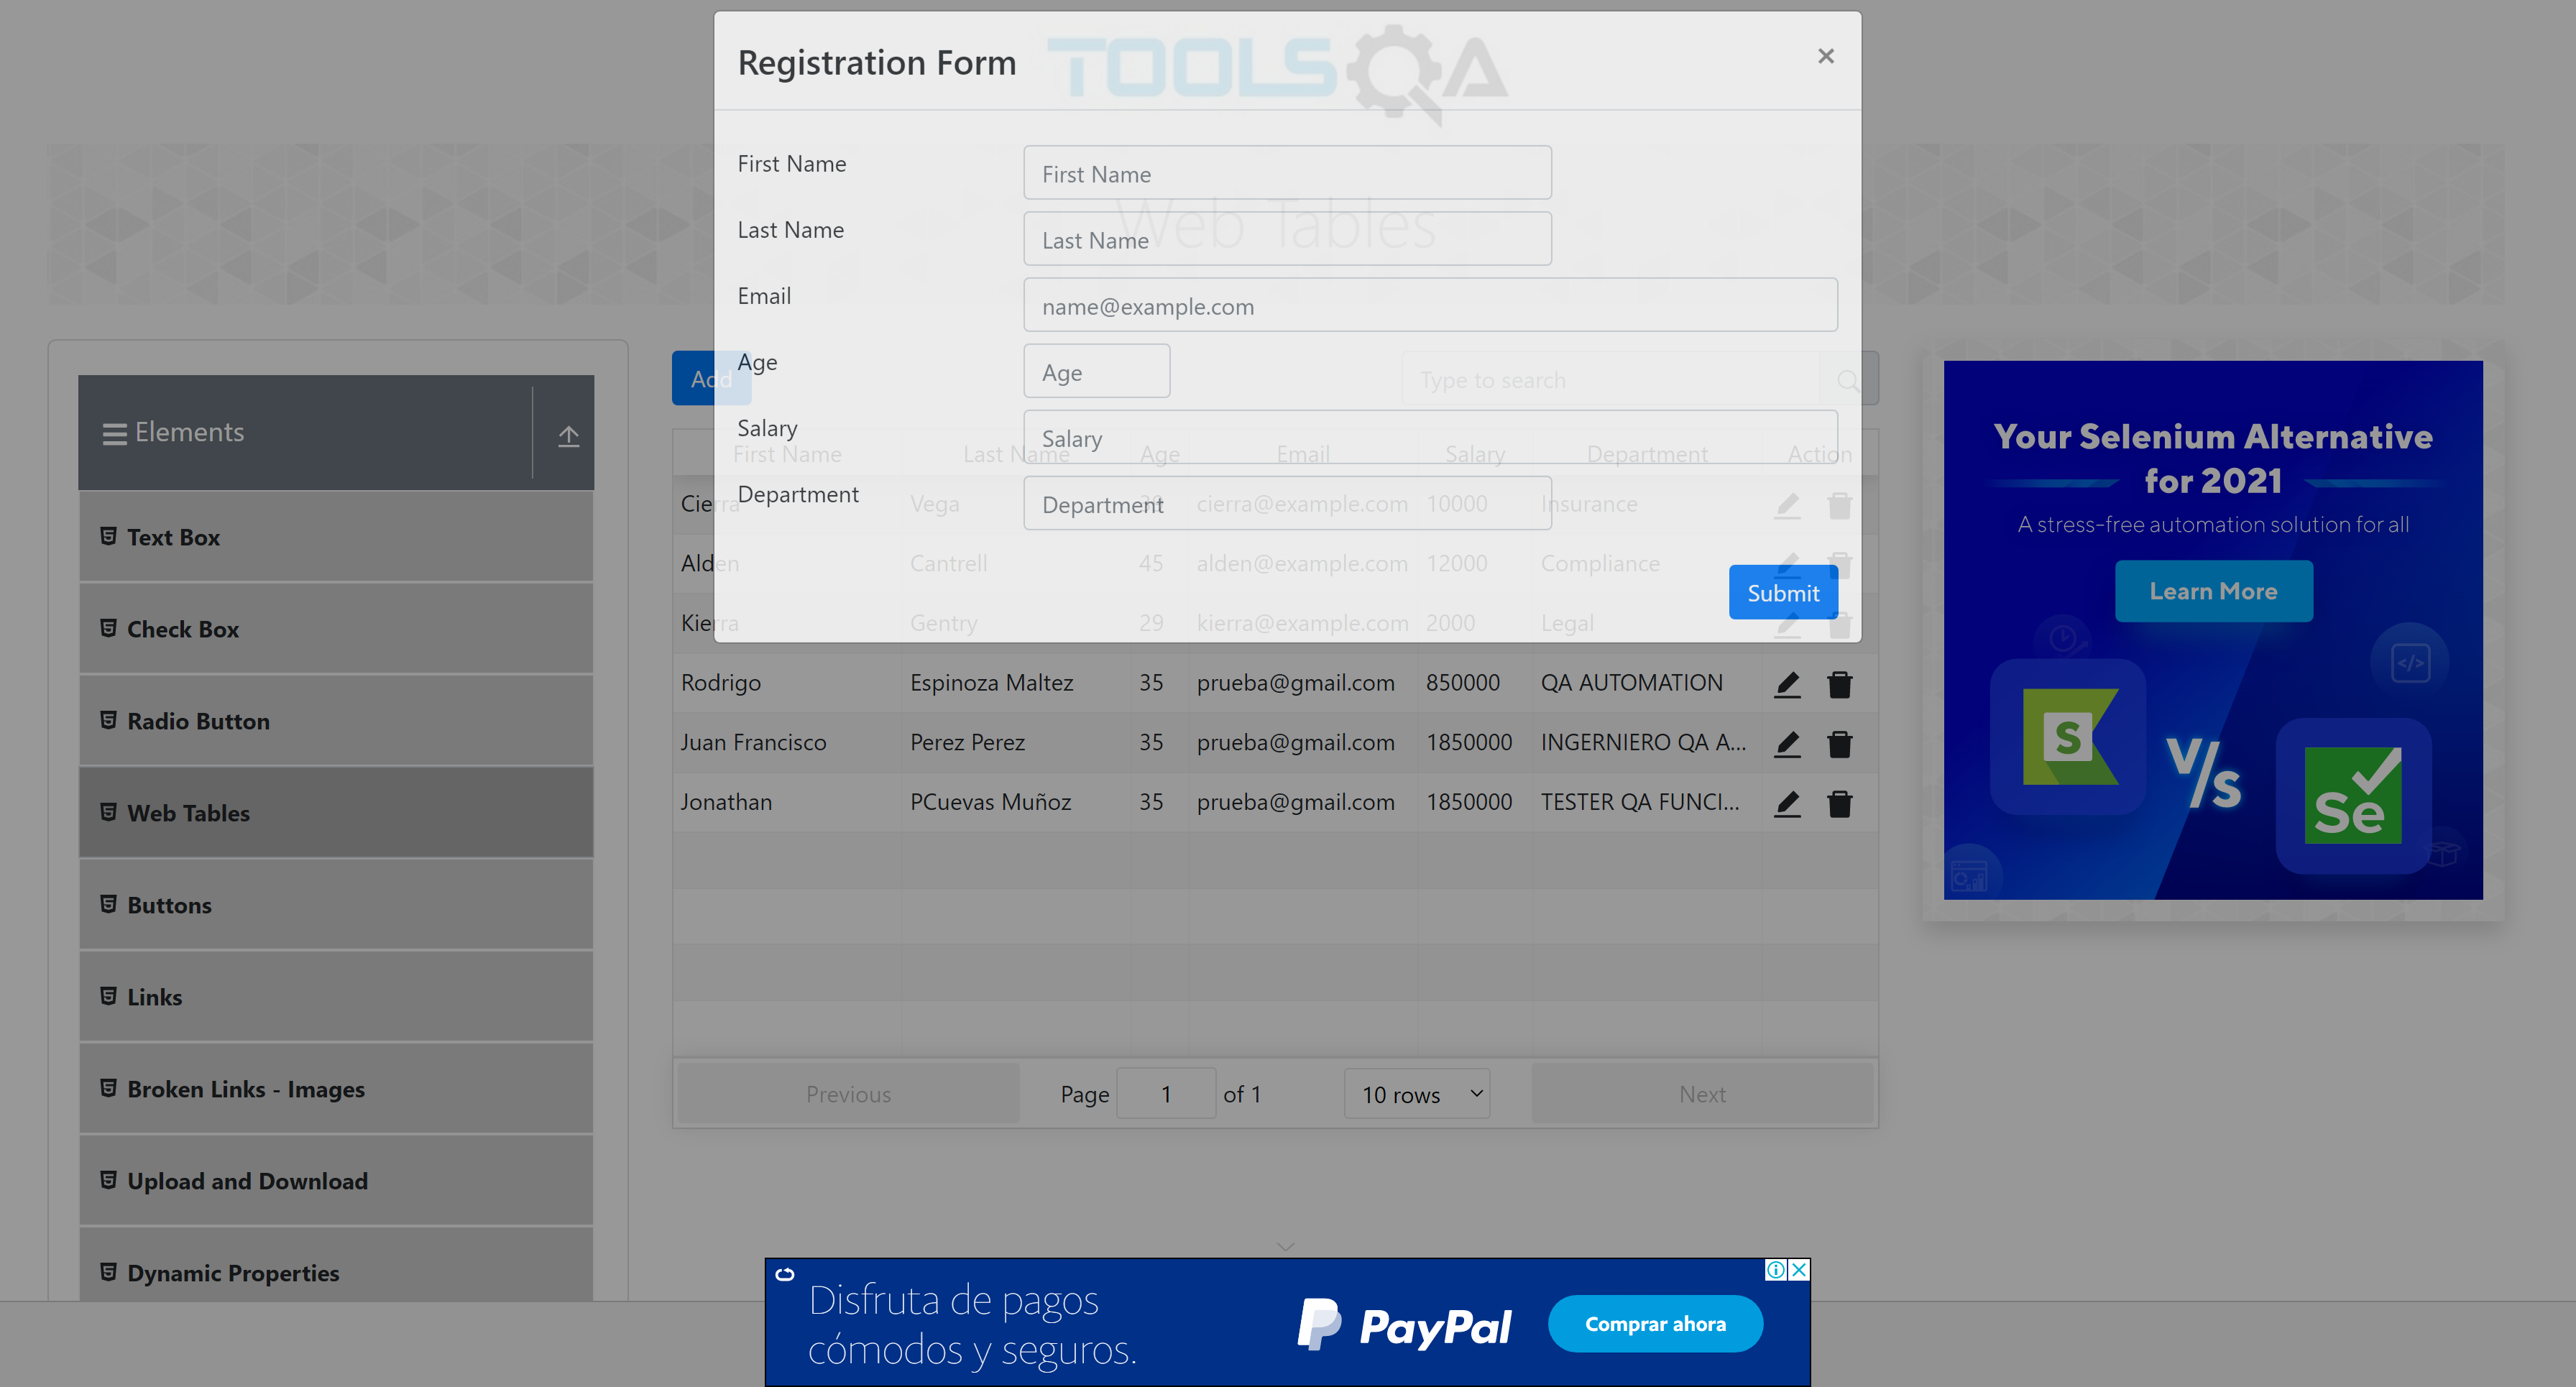 TOOLSQA
Registration Form ×
First Name
First Name
Last Name
Last Name
Web Tables
Email
name@example.com
Age
Age
Add
Type to search
Salary
Salary
First Name Last Name Age Email Salary Department Action
Department
Department
Cierra Vega 39 cierra@example.com 10000 Insurance
Alden Cantrell 45 alden@example.com 12000 Compliance
Submit
Kierra Gentry 29 kierra@example.com 2000 Legal
Rodrigo Espinoza Maltez 35 prueba@gmail.com 850000 QA AUTOMATION
Juan Francisco Perez Perez 35 prueba@gmail.com 1850000 INGERNIERO QA A...
Jonathan PCuevas Muñoz 35 prueba@gmail.com 1850000 TESTER QA FUNCI...
Previous
Page 1 of 1
10 rows
Next
Elements
Text Box
Check Box
Radio Button
Web Tables
Buttons
Links
Broken Links - Images
Upload and Download
Dynamic Properties
Your Selenium Alternative
for 2021
A stress-free automation solution for all
Learn More
</>
S
V/S
Se
Disfruta de pagos
cómodos y seguros.
PayPal
Comprar ahora